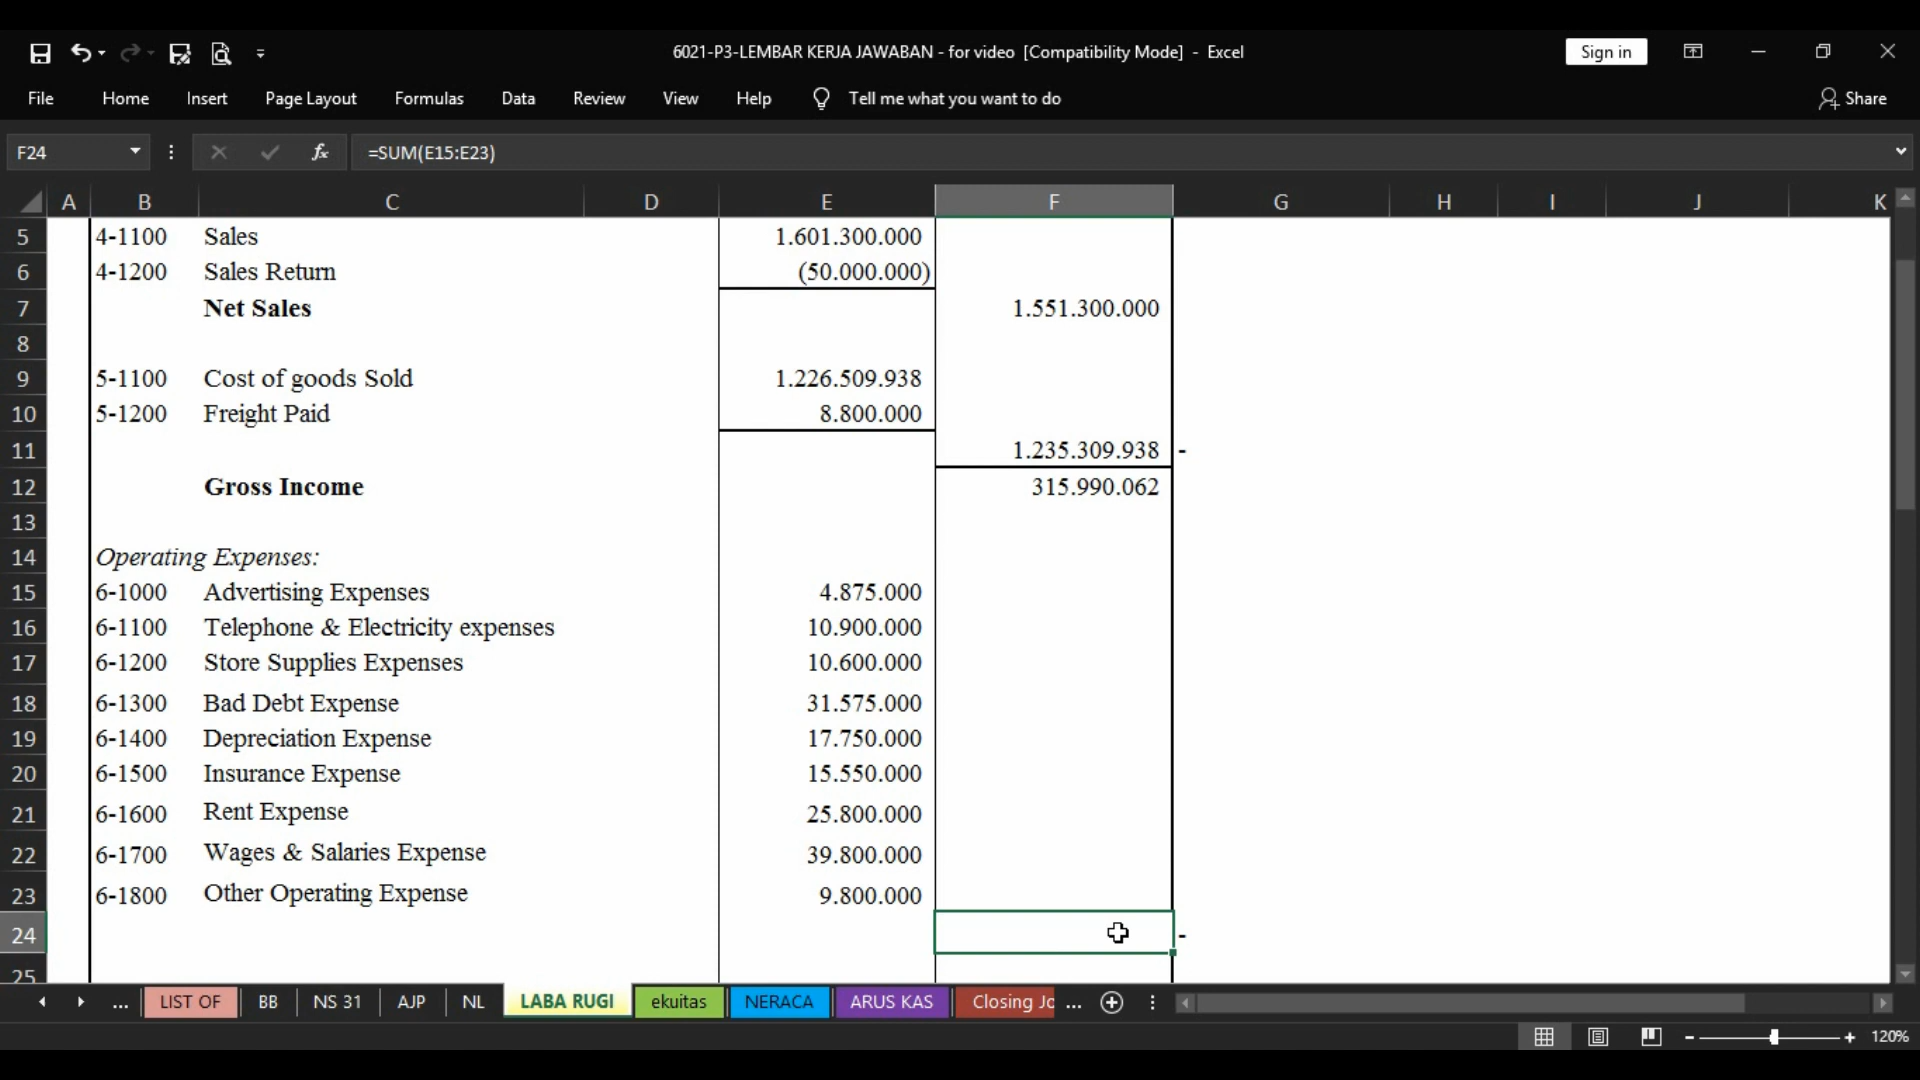 6021-P3-LEMBAR KERJA JAWABAN - for video [Compatibility Mode] - Excel
Sign in
File Home Insert Page Layout Formulas Data Review View Help Tell me what you want to do Share
F24 fx =SUM(E15:E23)
A B C D E F G H I J K
5 4-1100 Sales 1.601.300.000
6 4-1200 Sales Return (50.000.000)
7 Net Sales 1.551.300.000
8
9 5-1100 Cost of goods Sold 1.226.509.938
10 5-1200 Freight Paid 8.800.000
11 1.235.309.938 -
12 Gross Income 315.990.062
13
14 Operating Expenses:
15 6-1000 Advertising Expenses 4.875.000
16 6-1100 Telephone & Electricity expenses 10.900.000
17 6-1200 Store Supplies Expenses 10.600.000
18 6-1300 Bad Debt Expense 31.575.000
19 6-1400 Depreciation Expense 17.750.000
20 6-1500 Insurance Expense 15.550.000
21 6-1600 Rent Expense 25.800.000
22 6-1700 Wages & Salaries Expense 39.800.000
23 6-1800 Other Operating Expense 9.800.000
24 -
25
... LIST OF BB NS 31 AJP NL LABA RUGI ekuitas NERACA ARUS KAS Closing Jo ...
120%